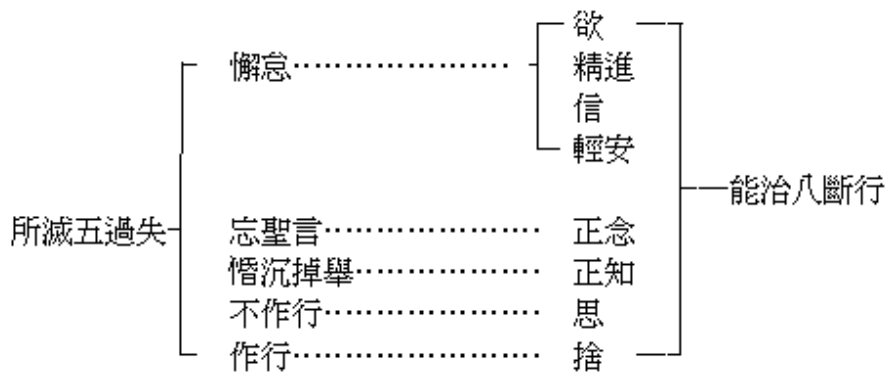 欲
懈怠…………………精進
信
輕安
能治八斷行
所滅五過失 忘聖言…………………正念
惛沉掉舉………………正知
不作行…………………思
作行……………………捨